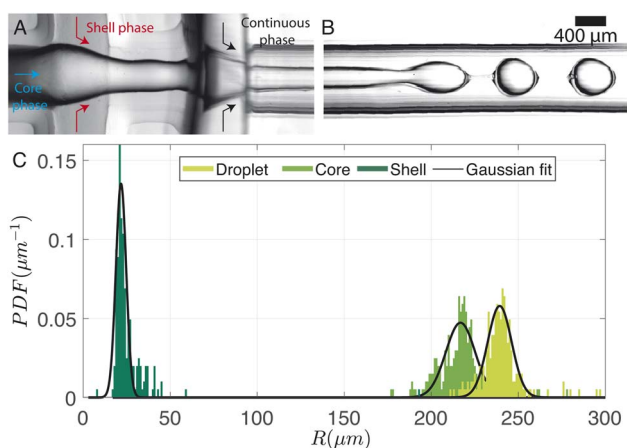 A
Shell phase
Continuous
phase
Core
phase
B
400 μm
C
Droplet Core Shell Gaussian fit
0.15
0.1
0.05
0
PDF(μm⁻¹)
0 50 100 150 200 250 300
R(μm)